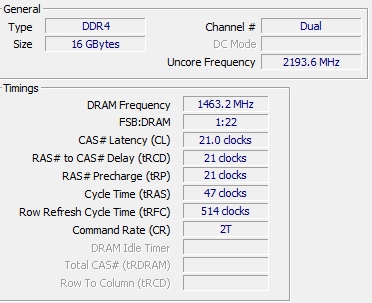 General
Type DDR4 Channel # Dual
Size 16 GBytes DC Mode
Uncore Frequency 2193.6 MHz
Timings
DRAM Frequency 1463.2 MHz
FSB:DRAM 1:22
CAS# Latency (CL) 21.0 clocks
RAS# to CAS# Delay (tRCD) 21 clocks
RAS# Precharge (tRP) 21 clocks
Cycle Time (tRAS) 47 clocks
Row Refresh Cycle Time (tRFC) 514 clocks
Command Rate (CR) 2T
DRAM Idle Timer
Total CAS# (tRDRAM)
Row To Column (tRCD)